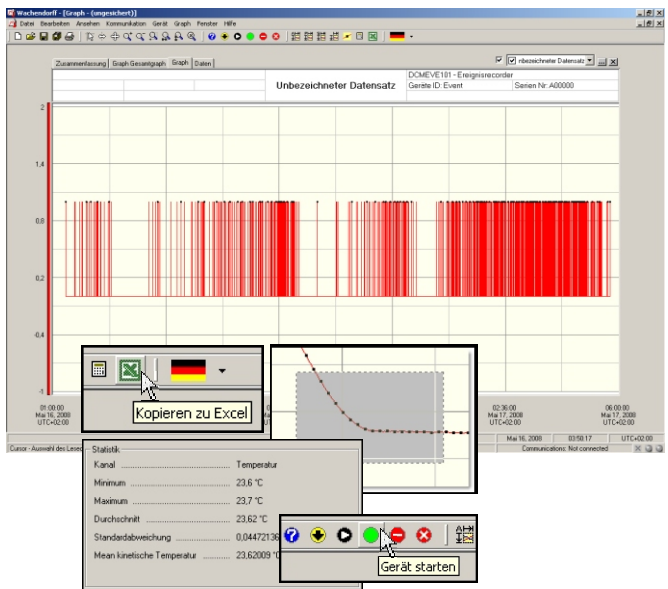 Wachendorff - [Graph - (ungesichert)]
Datei Bearbeiten Ansehen Kommunikation Gerät Graph Fenster Hilfe
Zusammenfassung Graph Gesamtgraph Graph Daten
Unbezeichneter Datensatz
DCMEVE101 - Ereignisrecorder
Geräte ID: Event Serien Nr: A00000
2
1,4
0,8
0,2
-0,4
-1
01:00:00
Mai 16, 2008
UTC+02:00
02:36:00
Mai 17, 2008
UTC+02:00
06:00:00
Mai 17, 2008
UTC+02:00
Mai 16, 2008 03:50:17 UTC+02:00
Communications: Not connected
Kopieren zu Excel
Statistik
Kanal .......... Temperatur
Minimum .......... 23,6 °C
Maximum .......... 23,7 °C
Durchschnitt .......... 23,62 °C
Standardabweichung .......... 0,04472136
Mean kinetische Temperatur .......... 23,62009 °C
Gerät starten